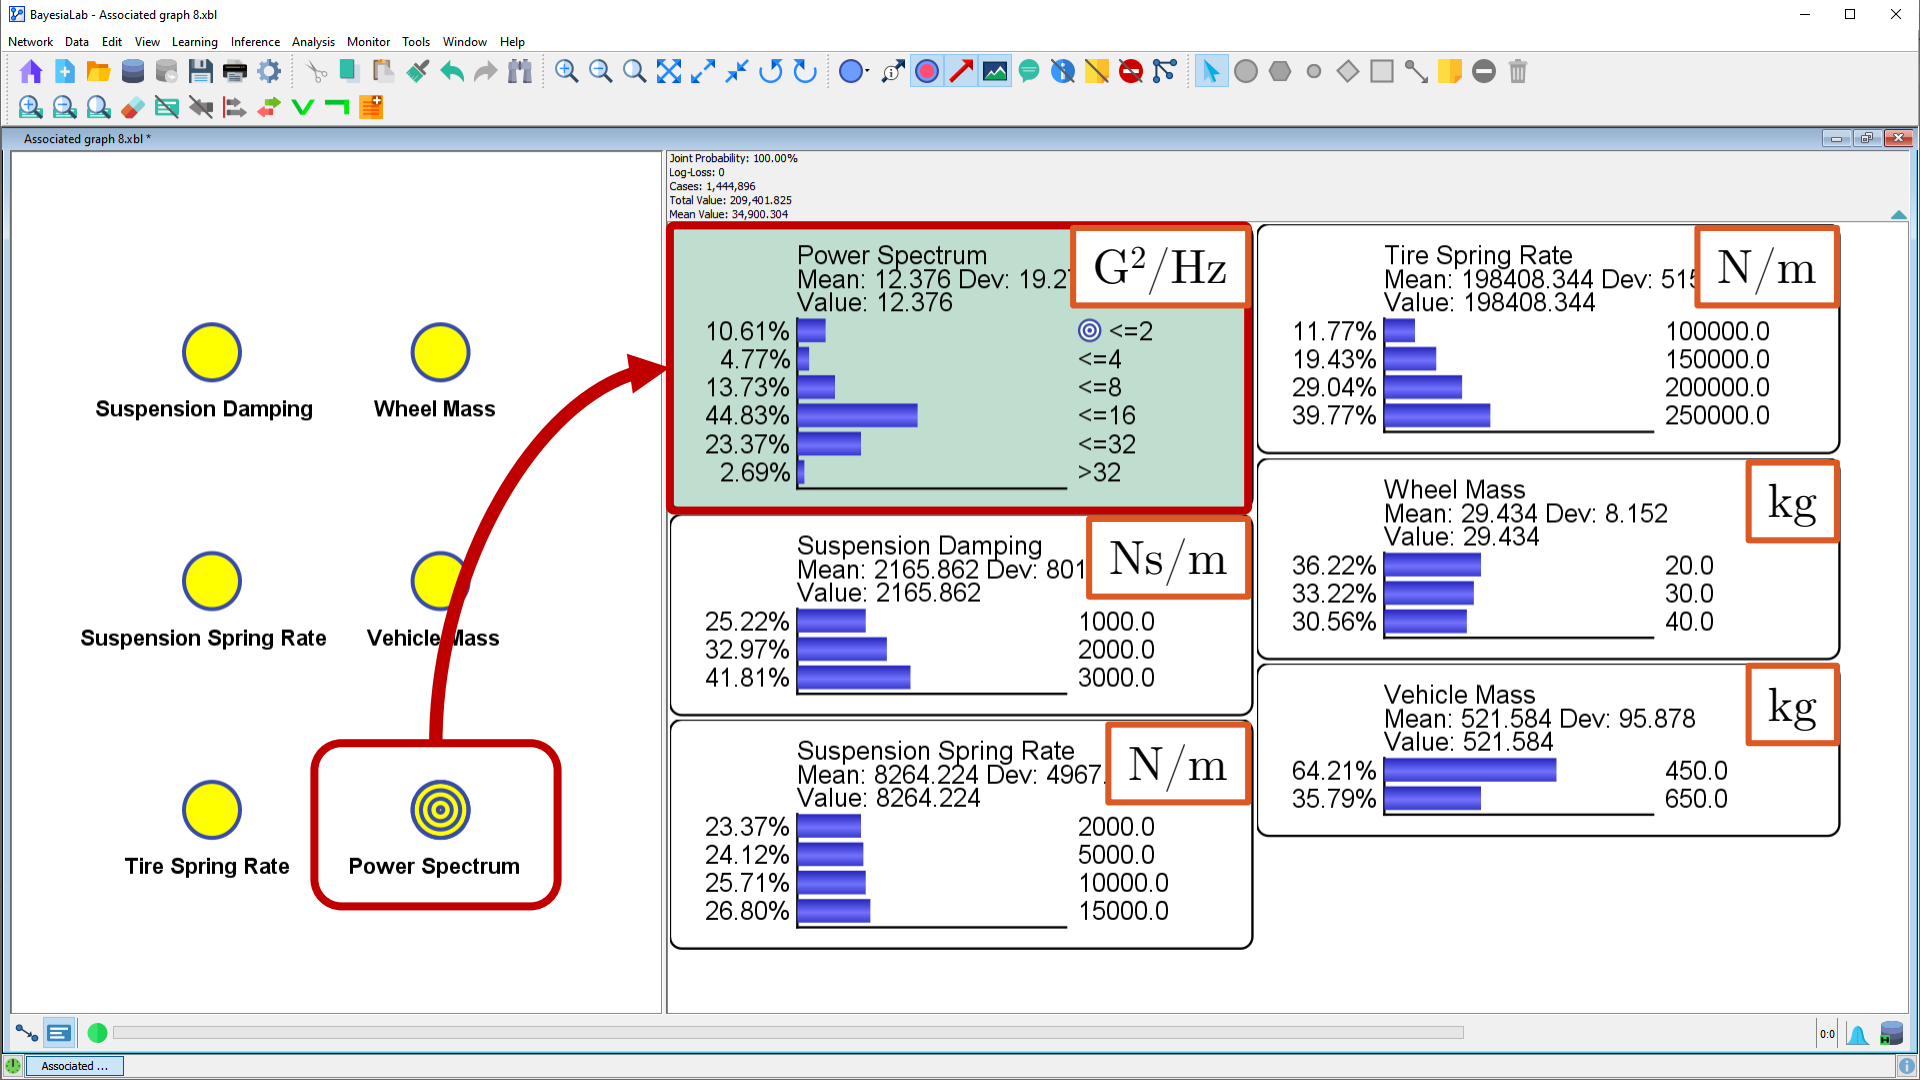 BayesiaLab - Associated graph 8.xbl
Network Data Edit View Learning Inference Analysis Monitor Tools Window Help
Associated graph 8.xbl *
Joint Probability: 100.00%
Log-Loss: 0
Cases: 1,444,896
Total Value: 209,401.825
Mean Value: 34,900.304
Suspension Damping
Wheel Mass
Suspension Spring Rate
Vehicle Mass
Tire Spring Rate
Power Spectrum
Power Spectrum
G²/Hz
Mean: 12.376 Dev: 19.2
Value: 12.376
10.61% <=2
4.77% <=4
13.73% <=8
44.83% <=16
23.37% <=32
2.69% >32
Suspension Damping
Ns/m
Mean: 2165.862 Dev: 801
Value: 2165.862
25.22% 1000.0
32.97% 2000.0
41.81% 3000.0
Suspension Spring Rate
N/m
Mean: 8264.224 Dev: 4967.
Value: 8264.224
23.37% 2000.0
24.12% 5000.0
25.71% 10000.0
26.80% 15000.0
Tire Spring Rate
N/m
Mean: 198408.344 Dev: 515
Value: 198408.344
11.77% 100000.0
19.43% 150000.0
29.04% 200000.0
39.77% 250000.0
Wheel Mass
kg
Mean: 29.434 Dev: 8.152
Value: 29.434
36.22% 20.0
33.22% 30.0
30.56% 40.0
Vehicle Mass
kg
Mean: 521.584 Dev: 95.878
Value: 521.584
64.21% 450.0
35.79% 650.0
0:0
Associated ...